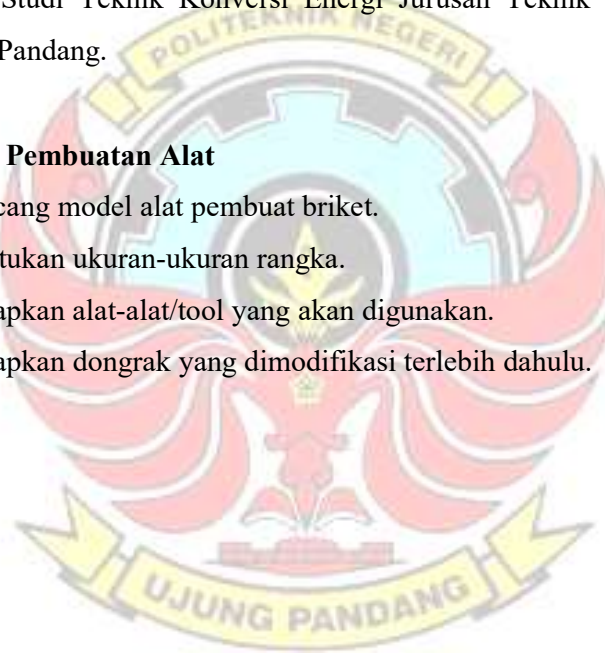 Studi Teknik Konversi Energi Jurusan Teknik
Pandang.
Pembuatan Alat
cang model alat pembuat briket.
tukan ukuran-ukuran rangka.
apkan alat-alat/tool yang akan digunakan.
apkan dongrak yang dimodifikasi terlebih dahulu.
POLITEKNIK NEGERI
UJUNG PANDANG